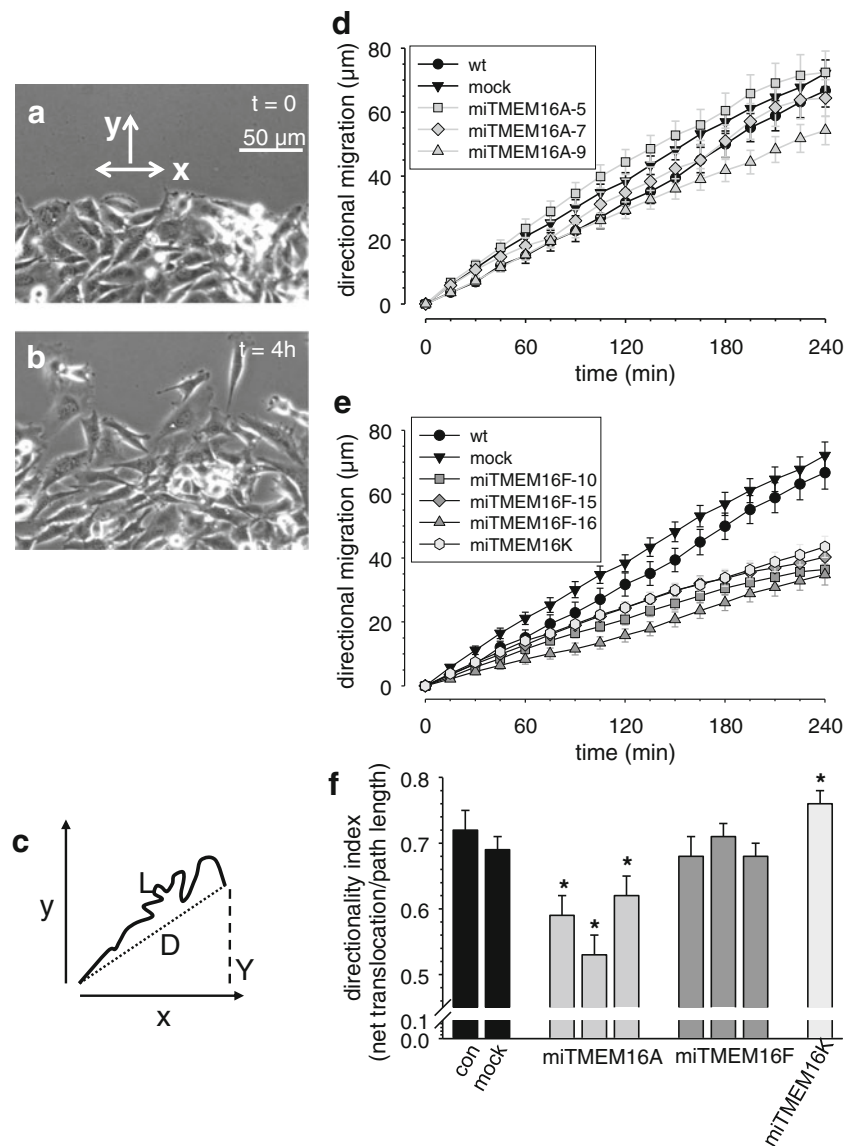 a
t = 0
y
50 µm
x
b
t = 4h
c
y
L
D
Y
x
d
directional migration (µm)
80
60
40
20
0
wt
mock
miTMEM16A-5
miTMEM16A-7
miTMEM16A-9
0 60 120 180 240
time (min)
e
directional migration (µm)
80
60
40
20
0
wt
mock
miTMEM16F-10
miTMEM16F-15
miTMEM16F-16
miTMEM16K
0 60 120 180 240
time (min)
f
directionality index
(net translocation/path length)
0.8
0.7
0.6
0.5
0.1
0.0
* * * *
con
mock
miTMEM16A
miTMEM16F
miTMEM16K